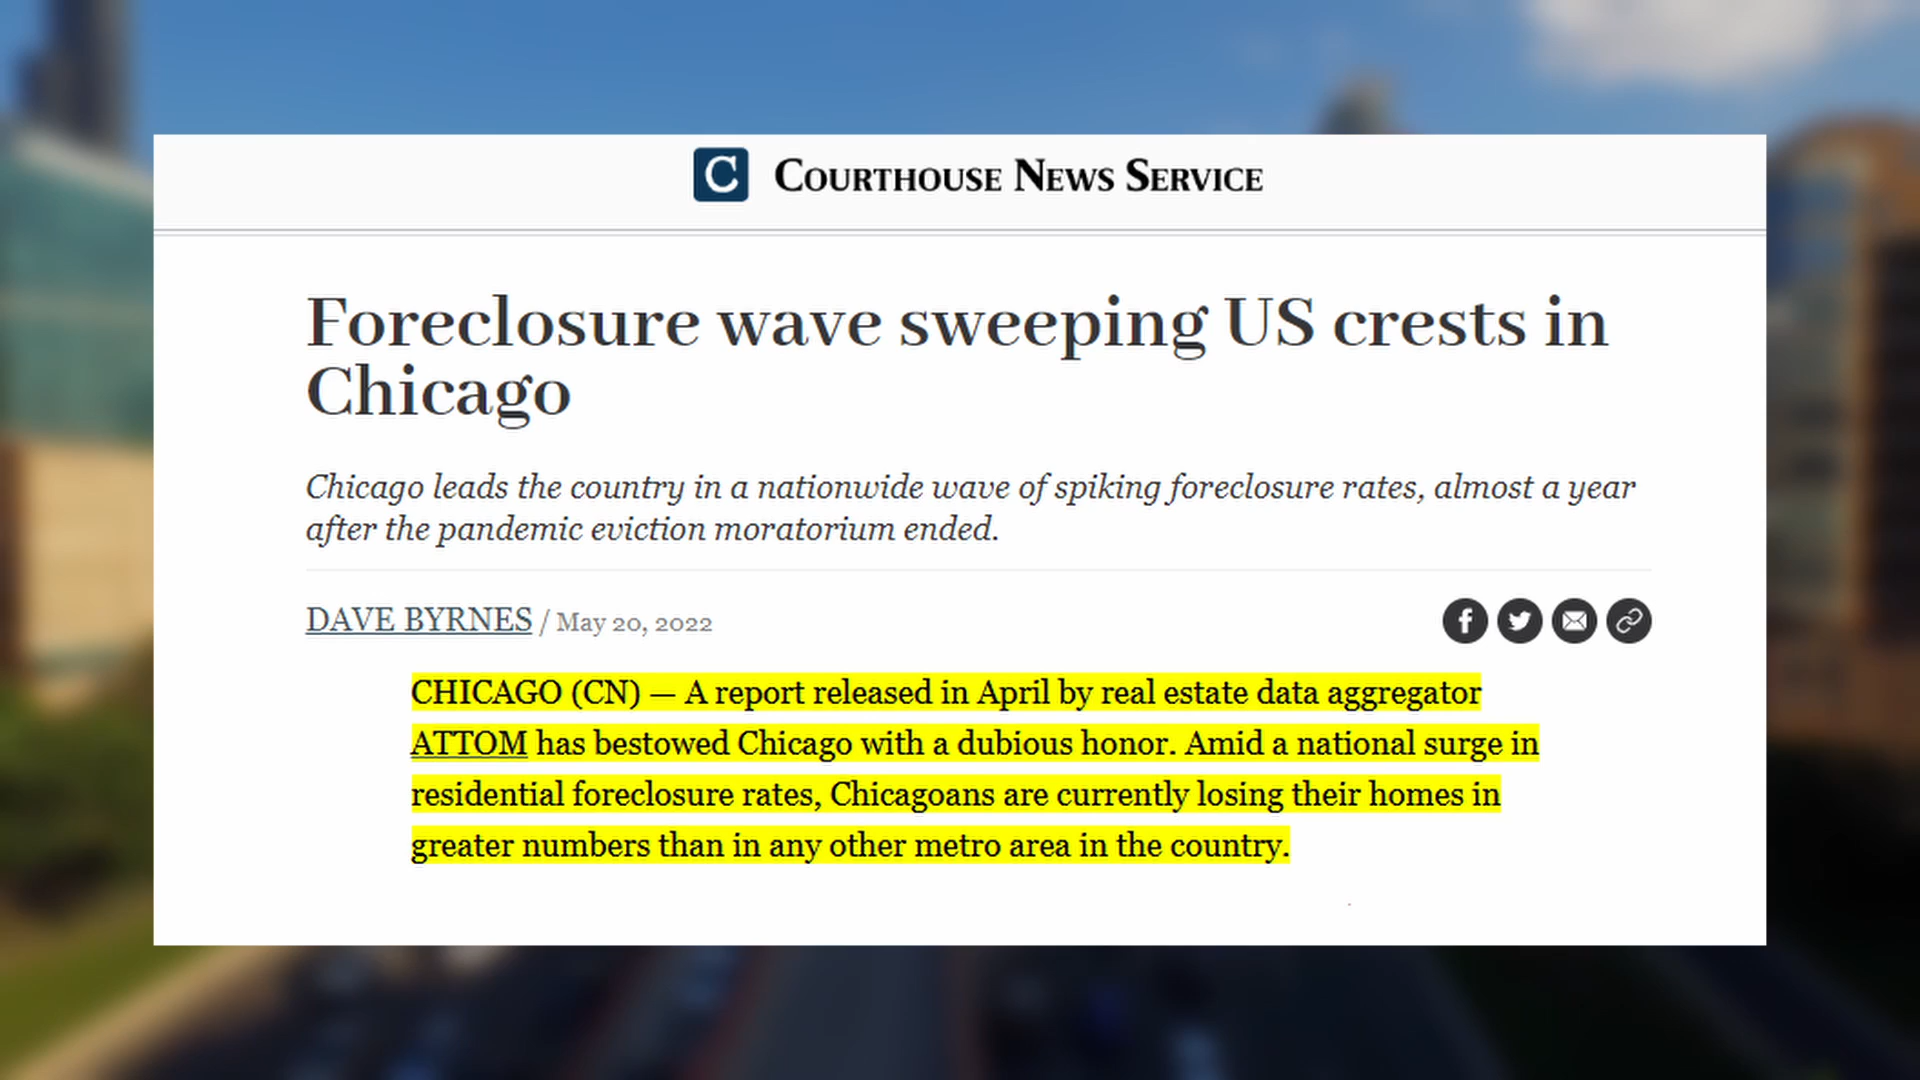 C COURTHOUSE NEWS SERVICE
Foreclosure wave sweeping US crests in
Chicago
Chicago leads the country in a nationwide wave of spiking foreclosure rates, almost a year
after the pandemic eviction moratorium ended.
DAVE BYRNES / May 20, 2022
CHICAGO (CN) — A report released in April by real estate data aggregator
ATTOM has bestowed Chicago with a dubious honor. Amid a national surge in
residential foreclosure rates, Chicagoans are currently losing their homes in
greater numbers than in any other metro area in the country.